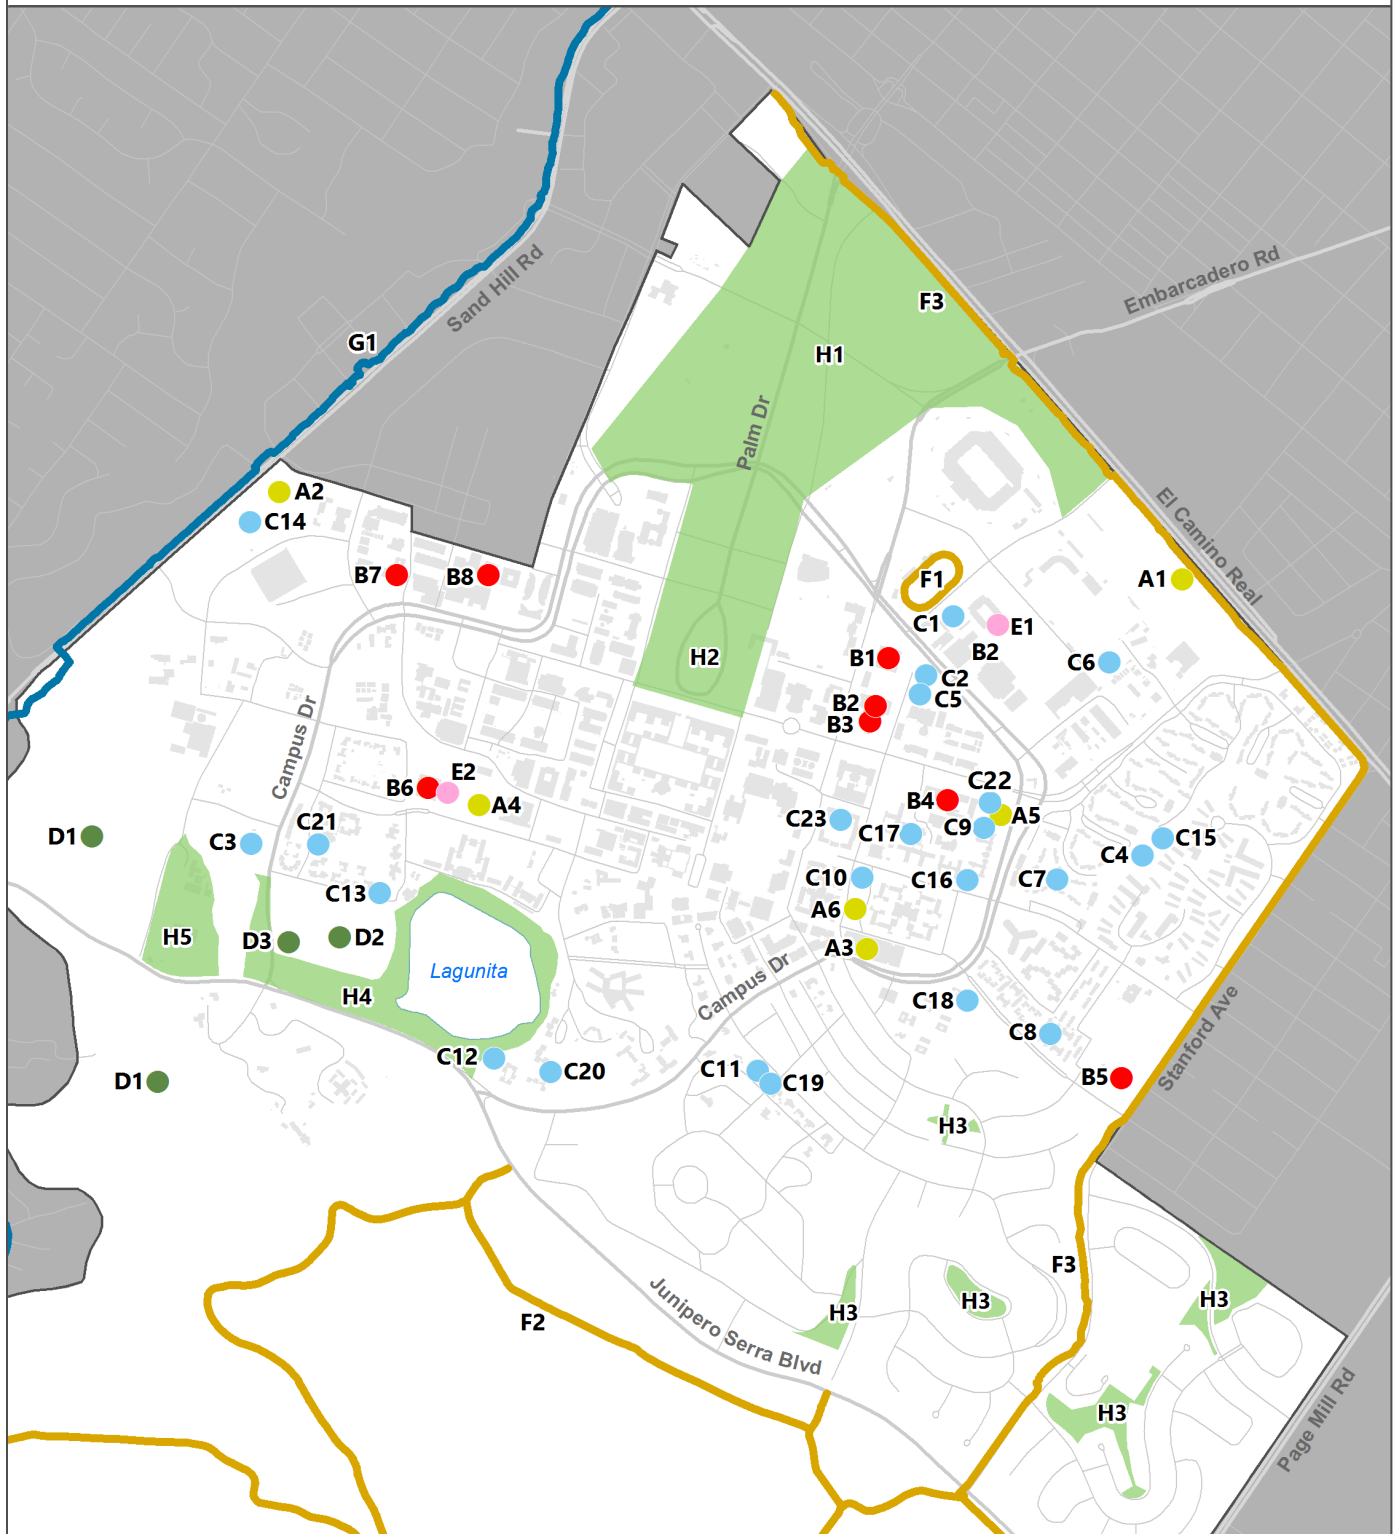 Sand Hill Rd
Embarcadero Rd
F3
G1
H1
Palm Dr
A2
C14
El Camino Real
B7
B8
F1
A1
C1
E1
B2
H2
B1
C6
C2
C5
B2
B3
Campus Dr
E2
B6
A4
C22
B4
A5
C23
C17
C9
D1
C3
C21
C15
C4
C13
C10
C16
C7
A6
H5
D3
D2
A3
Lagunita
Campus Dr
H4
C18
C8
Stanford Ave
C12
C20
C11
C19
B5
D1
H3
F3
H3
H3
H3
F2
Junipero Serra Blvd
H3
Page Mill Rd